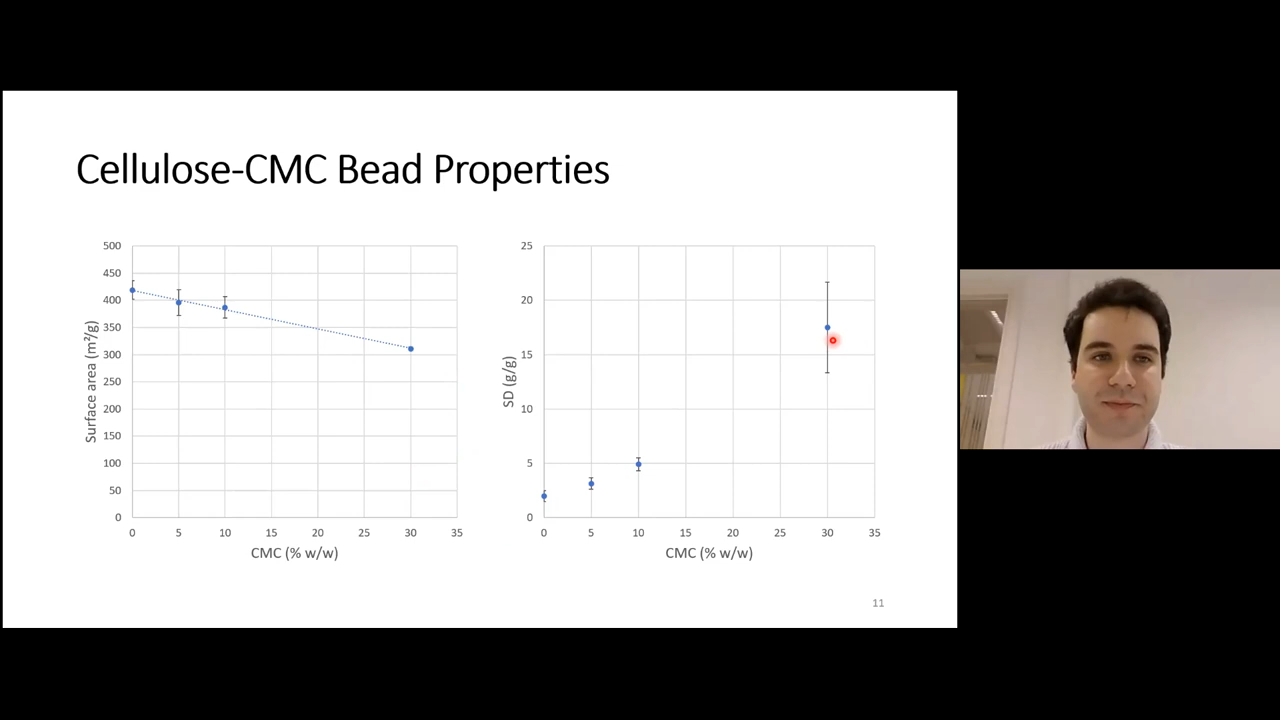 Cellulose-CMC Bead Properties
500
450
400
350
300
250
200
150
100
50
0
Surface area (m²/g)
0 5 10 15 20 25 30 35
CMC (% w/w)
25
20
15
10
5
0
SD (g/g)
0 5 10 15 20 25 30 35
CMC (% w/w)
11